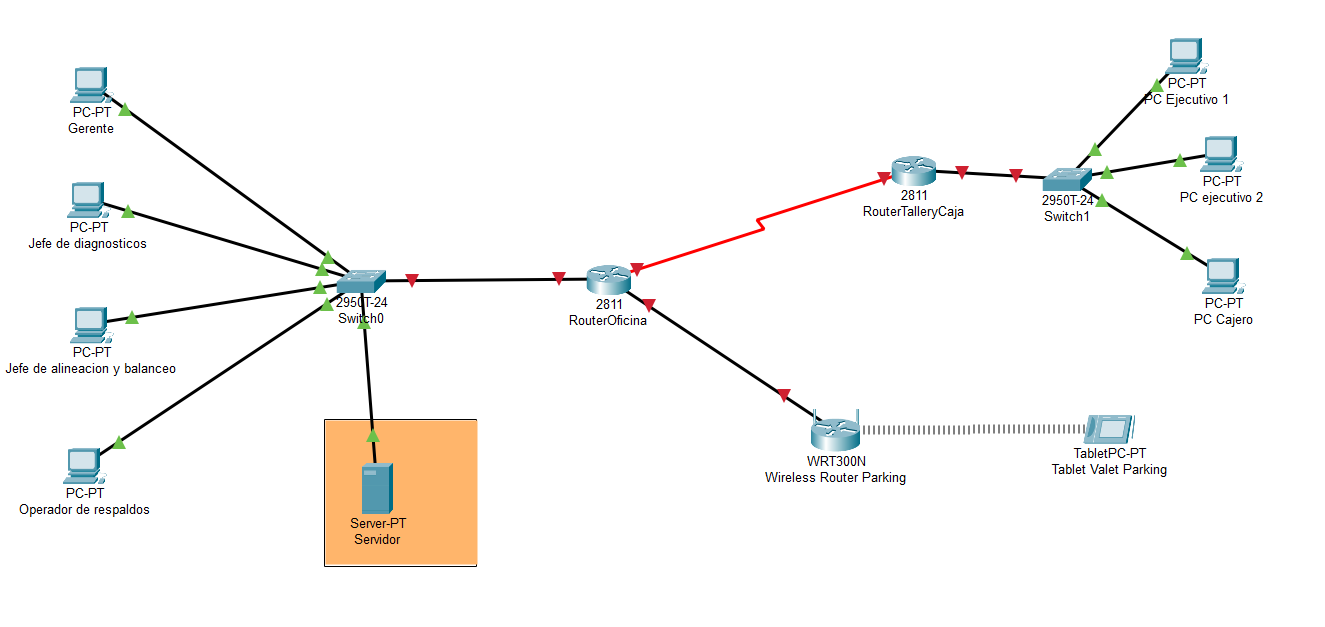 PC-PT
Gerente
PC-PT
Jefe de diagnosticos
PC-PT
Jefe de alineacion y balanceo
PC-PT
Operador de respaldos
2950T-24
Switch0
Server-PT
Servidor
2811
RouterOficina
2811
RouterTalleryCaja
WRT300N
Wireless Router Parking
TabletPC-PT
Tablet Valet Parking
2950T-24
Switch1
PC-PT
PC Ejecutivo 1
PC-PT
PC ejecutivo 2
PC-PT
PC Cajero